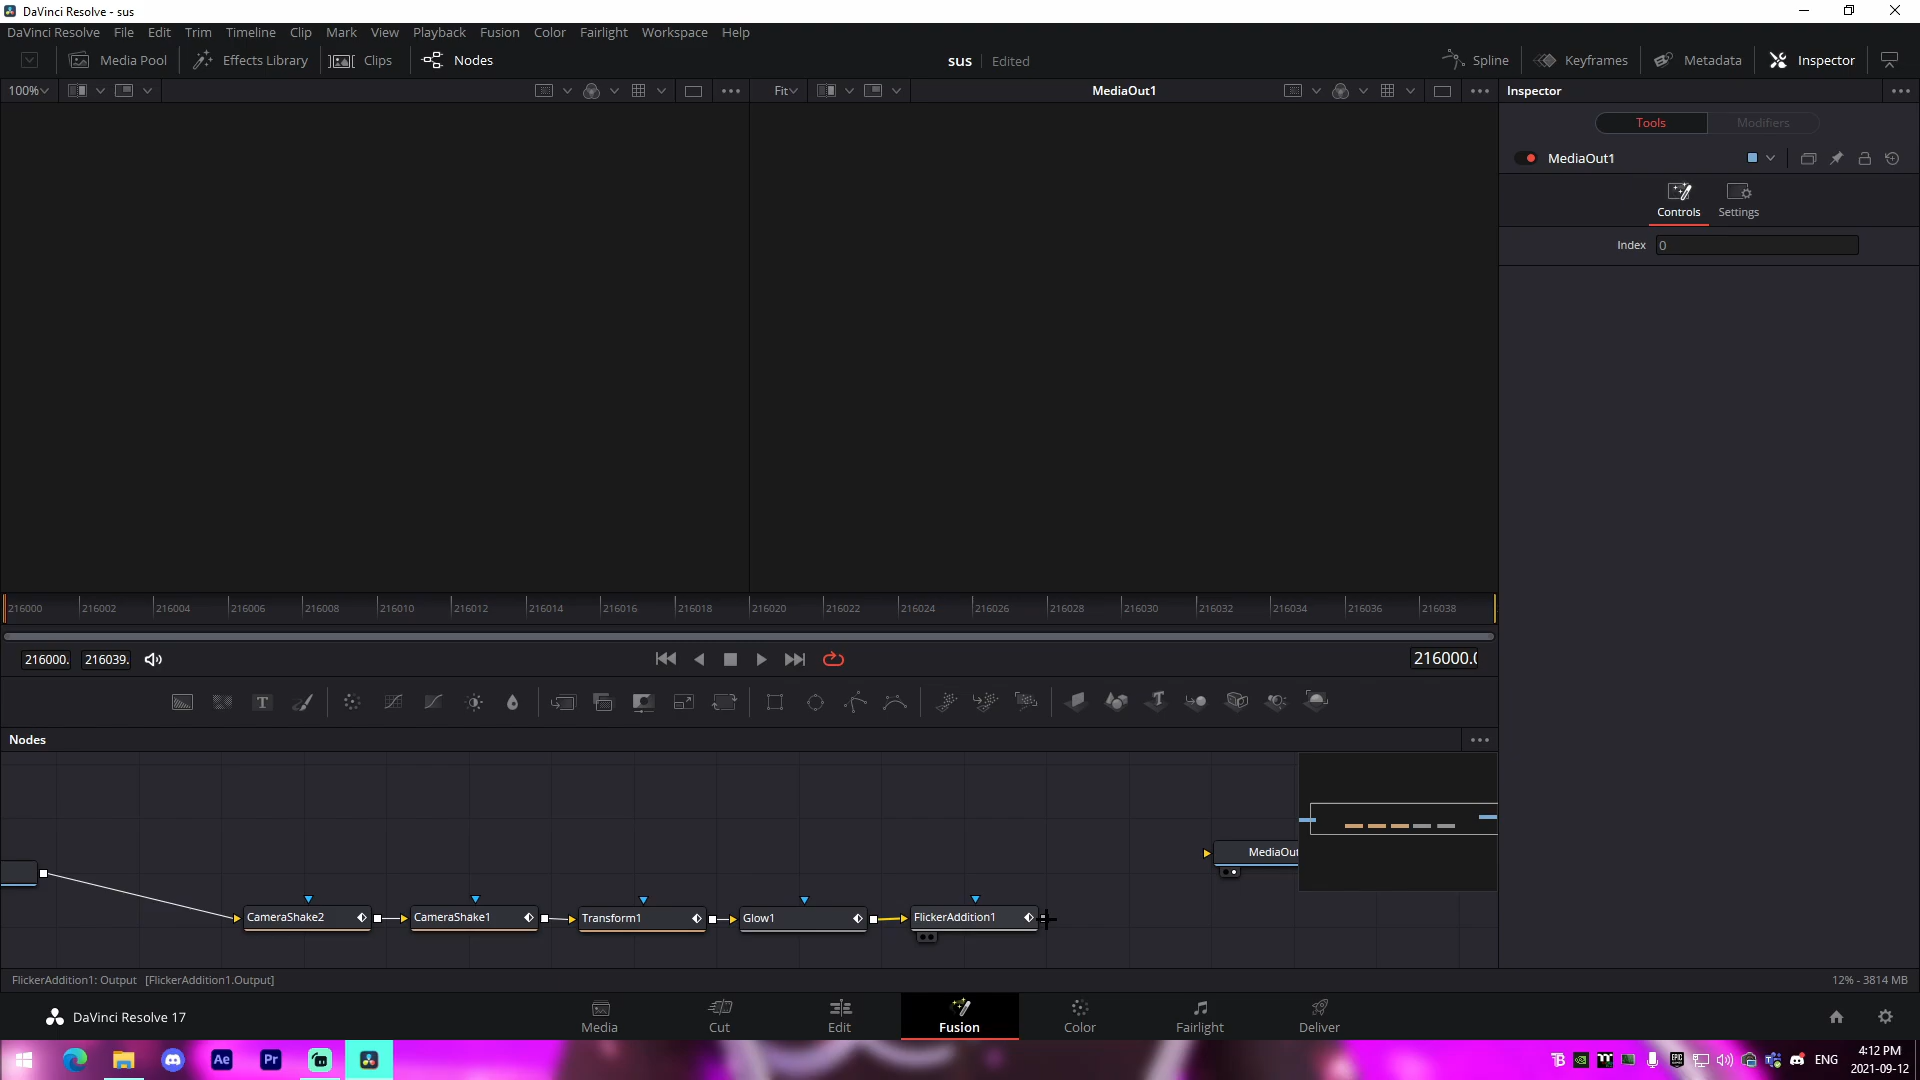 DaVinci Resolve - sus
DaVinci Resolve File Edit Trim Timeline Clip Mark View Playback Fusion Color Fairlight Workspace Help
Media Pool Effects Library Clips Nodes sus Edited Spline Keyframes Metadata Inspector
100% Fit MediaOut1 Inspector
Tools Modifiers
MediaOut1
Controls Settings
Index 0
216000 216002 216004 216006 216008 216010 216012 216014 216016 216018 216020 216022 216024 216026 216028 216030 216032 216034 216036 216038
216000. 216039. 216000.0
T T
Nodes
MediaOut
CameraShake2 CameraShake1 Transform1 Glow1 FlickerAddition1
FlickerAddition1: Output [FlickerAddition1.Output] 12% - 3814 MB
DaVinci Resolve 17 Media Cut Edit Fusion Color Fairlight Deliver
Ae Pr ENG 4:12 PM
2021-09-12